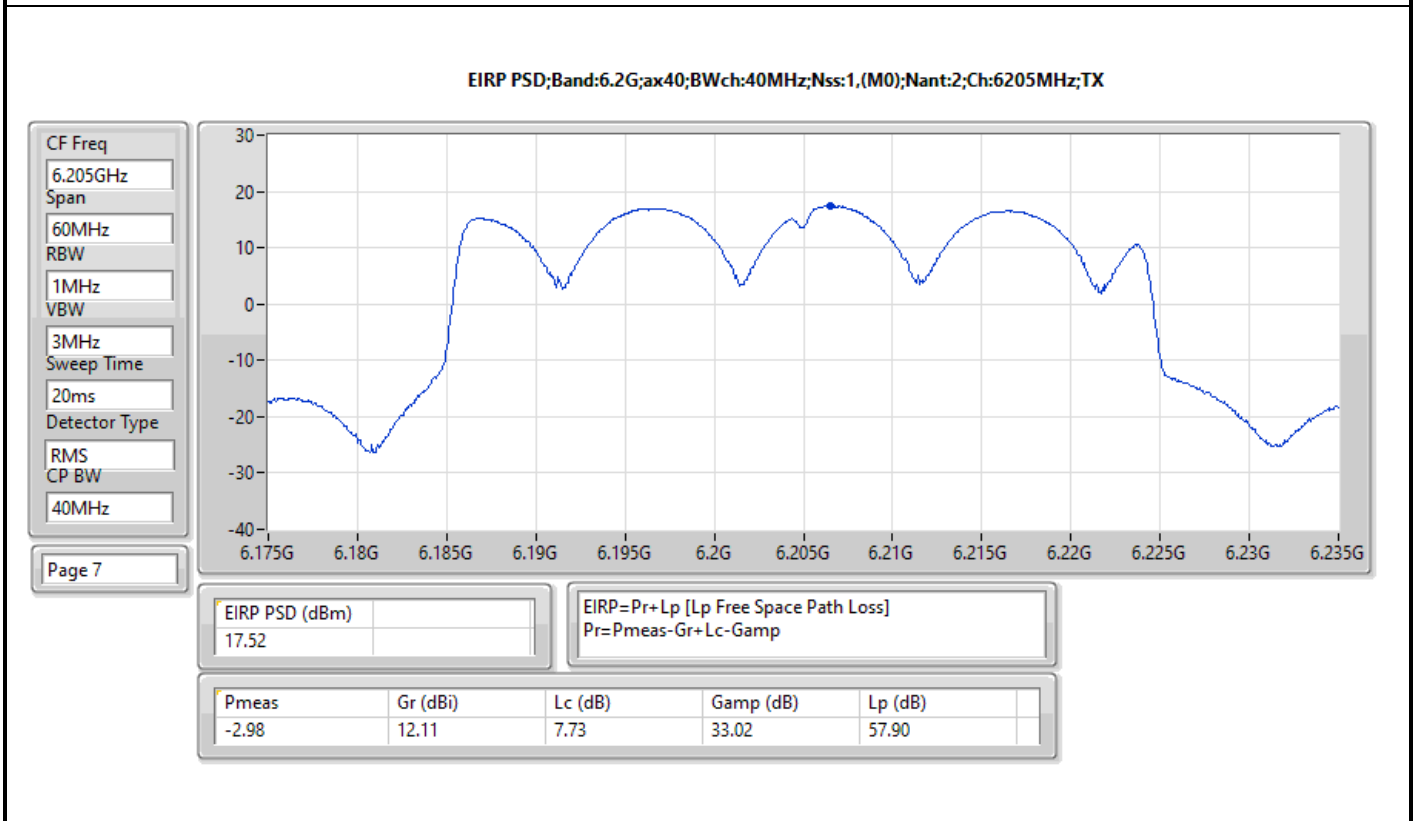 EIRP PSD;Band:6.2G;ax40;BWch:40MHz;Nss:1,(M0);Nant:2;Ch:6205MHz;TX
CF Freq
6.205GHz
Span
60MHz
RBW
1MHz
VBW
3MHz
Sweep Time
20ms
Detector Type
RMS
CP BW
40MHz
Page 7
30
20
10
0
-10
-20
-30
-40
6.175G 6.18G 6.185G 6.19G 6.195G 6.2G 6.205G 6.21G 6.215G 6.22G 6.225G 6.23G 6.235G
EIRP PSD (dBm)
17.52
EIRP=Pr+Lp [Lp Free Space Path Loss]
Pr=Pmeas-Gr+Lc-Gamp
Pmeas Gr (dBi) Lc (dB) Gamp (dB) Lp (dB)
-2.98 12.11 7.73 33.02 57.90